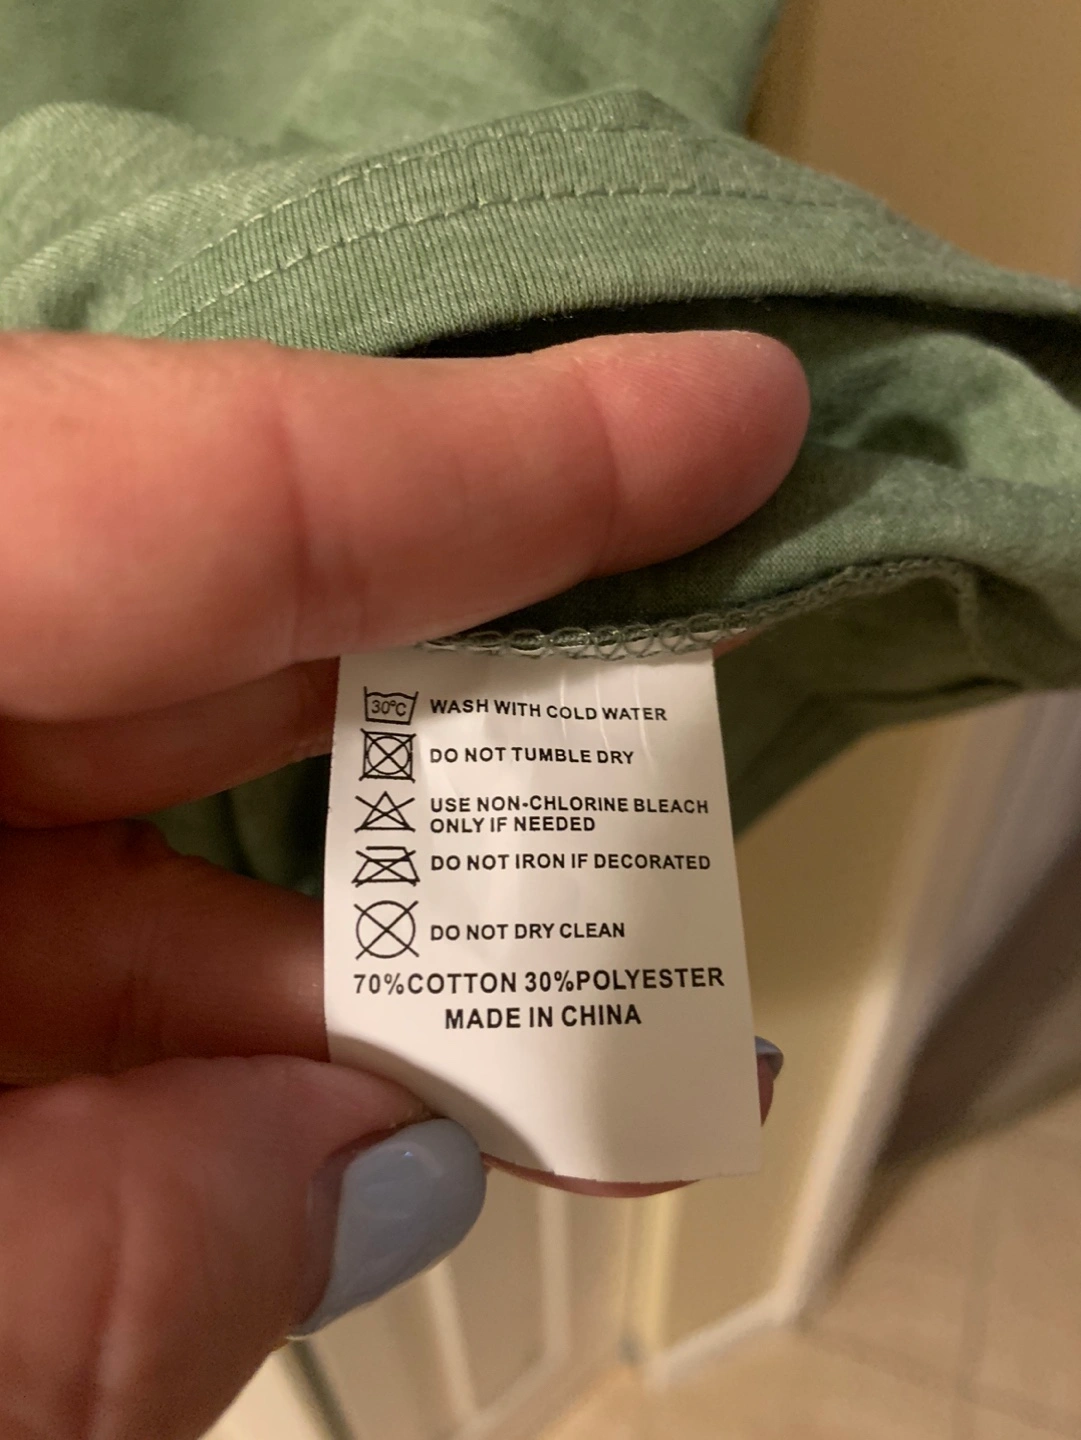 30°C WASH WITH COLD WATER
DO NOT TUMBLE DRY
USE NON-CHLORINE BLEACH
ONLY IF NEEDED
DO NOT IRON IF DECORATED
DO NOT DRY CLEAN
70%COTTON 30%POLYESTER
MADE IN CHINA